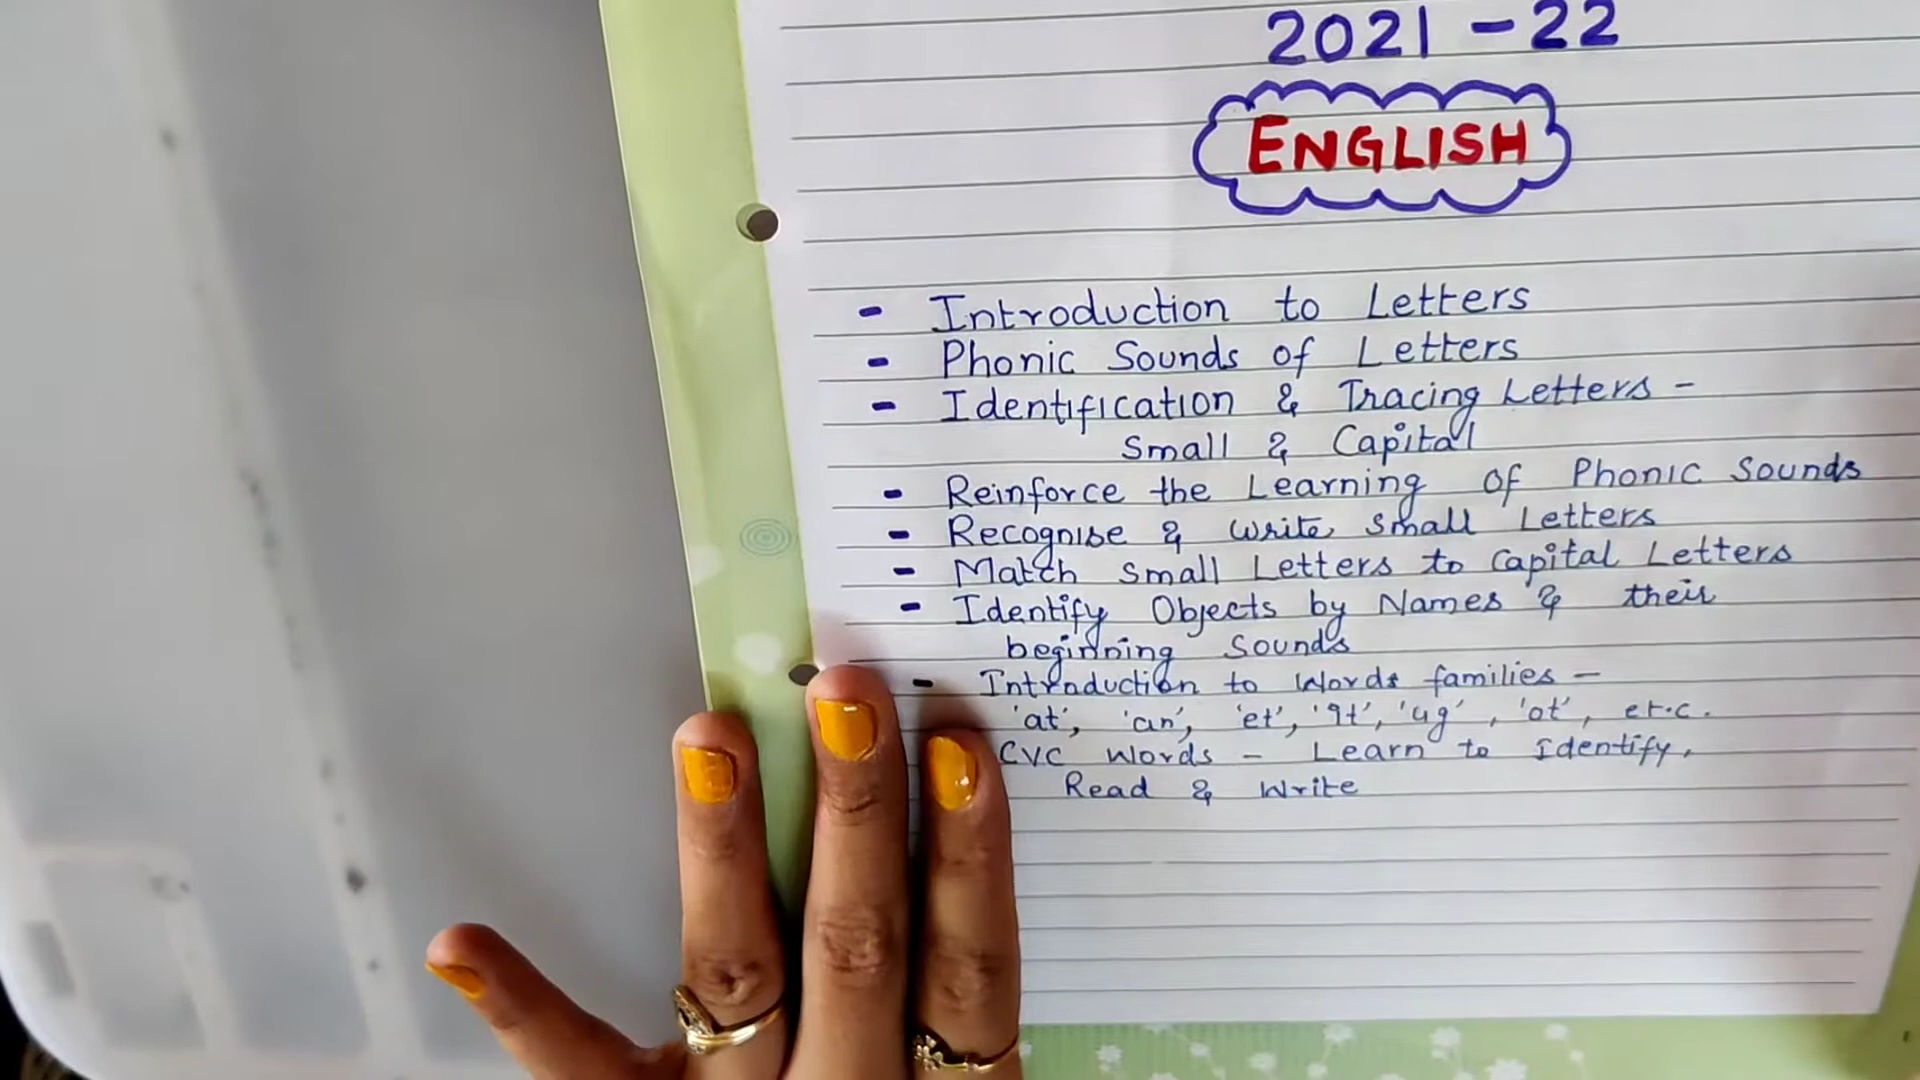 2021 - 22
ENGLISH
- Introduction to Letters
- Phonic Sounds of Letters
- Identification & Tracing Letters -
Small & Capital
- Reinforce the Learning of Phonic Sounds
- Recognise & write small Letters
- Match small Letters to Capital Letters
- Identify Objects by Names & their
beginning Sounds
- Introduction to Words families -
'at', 'an', 'et', 'it', 'ug', 'ot', etc.
CVC Words - Learn to Identify,
Read & Write